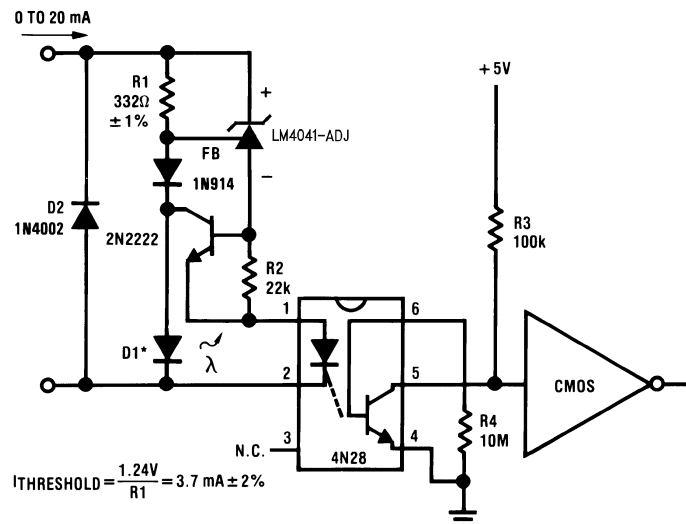 0 TO 20 mA
+5V
R1
332Ω
±1%
+
LM4041-ADJ
FB
−
1N914
D2
1N4002
2N2222
R3
100k
R2
22k
1
6
D1*
λ
2
5
CMOS
3
N.C.
4
4N28
R4
10M
ITHRESHOLD = 1.24V / R1 = 3.7 mA ± 2%